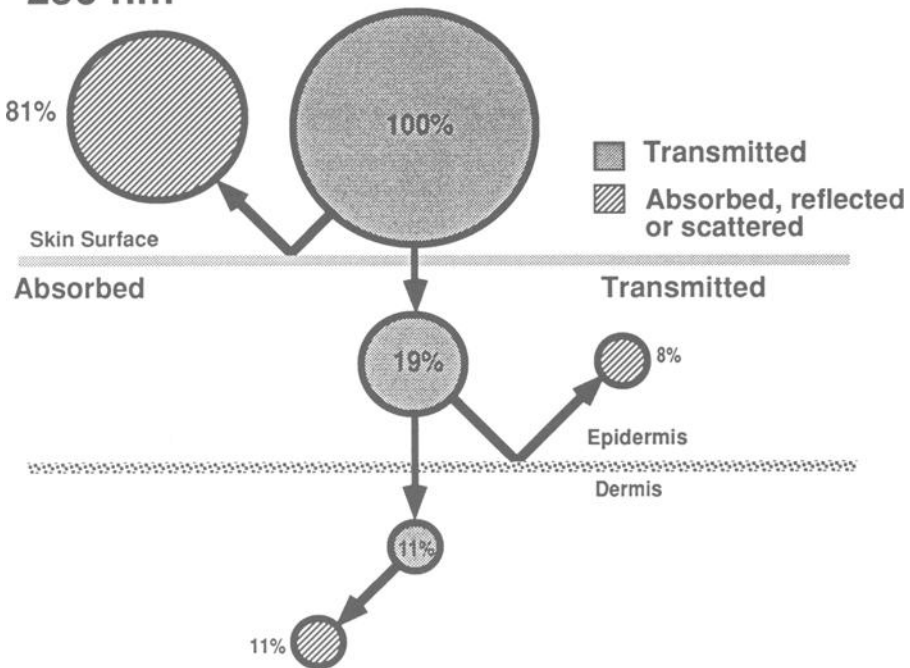 81%
100%
Transmitted
Absorbed, reflected
or scattered
Skin Surface
Absorbed
Transmitted
19%
8%
Epidermis
Dermis
11%
11%